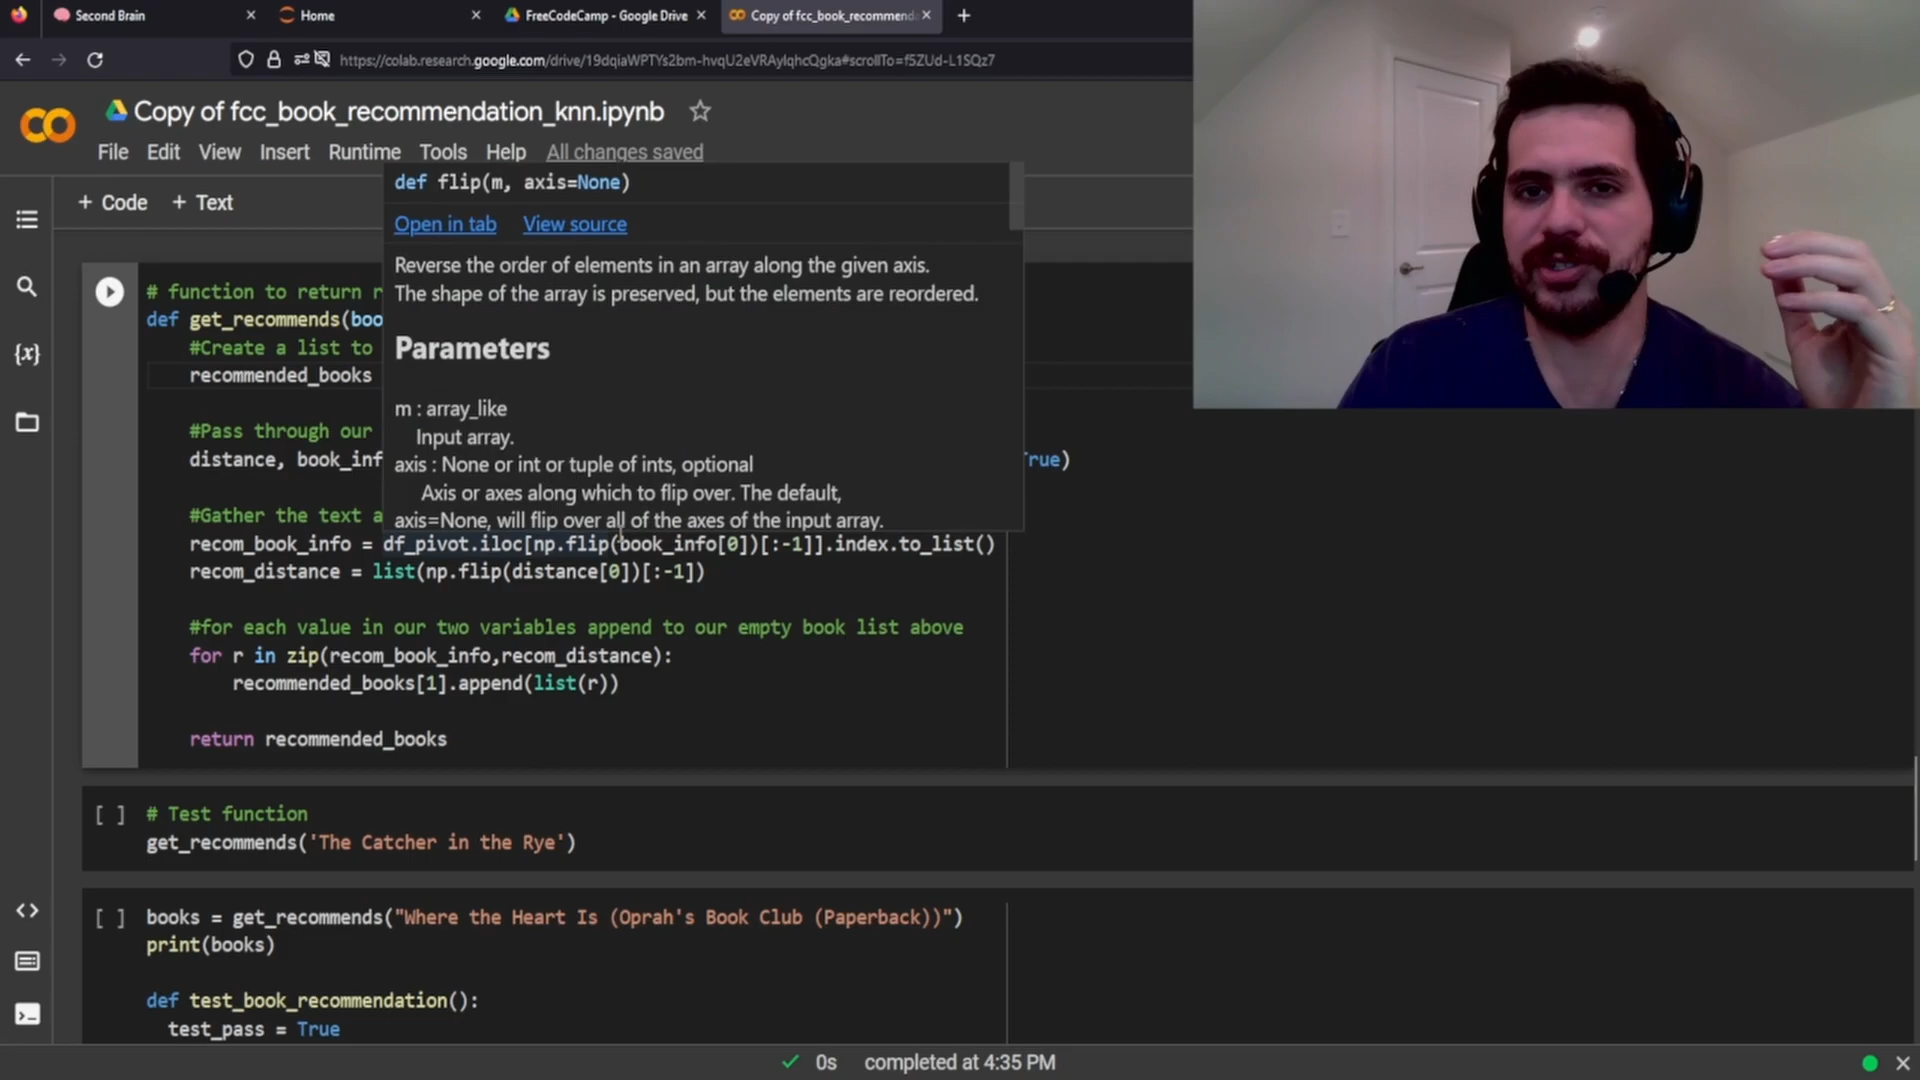 Second Brain
Home
FreeCodeCamp - Google Drive
Copy of fcc_book_recommend
https://colab.research.google.com/drive/19dqiaWPTYs2bm-hvqU2eVRAylqhcQgka#scrollTo=f5ZUd-L1SQz7
Copy of fcc_book_recommendation_knn.ipynb
File Edit View Insert Runtime Tools Help All changes saved
+ Code + Text
def flip(m, axis=None)
Open in tab View source
Reverse the order of elements in an array along the given axis.
The shape of the array is preserved, but the elements are reordered.
Parameters
m : array_like
Input array.
axis : None or int or tuple of ints, optional
Axis or axes along which to flip over. The default,
axis=None, will flip over all of the axes of the input array.
# function to return r
def get_recommends(boo
#Create a list to
recommended_books
#Pass through our
distance, book_inf rue)
#Gather the text a
recom_book_info = df_pivot.iloc[np.flip(book_info[0])[:-1]].index.to_list()
recom_distance = list(np.flip(distance[0])[:-1])
#for each value in our two variables append to our empty book list above
for r in zip(recom_book_info,recom_distance):
recommended_books[1].append(list(r))
return recommended_books
[ ] # Test function
get_recommends('The Catcher in the Rye')
[ ] books = get_recommends("Where the Heart Is (Oprah's Book Club (Paperback))")
print(books)
def test_book_recommendation():
test_pass = True
0s completed at 4:35 PM